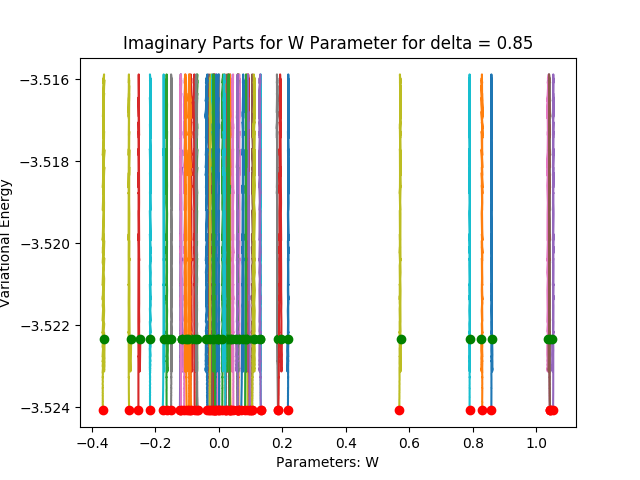 Imaginary Parts for W Parameter for delta = 0.85
Variational Energy
−3.516
−3.518
−3.520
−3.522
−3.524
−0.4 −0.2 0.0 0.2 0.4 0.6 0.8 1.0
Parameters: W